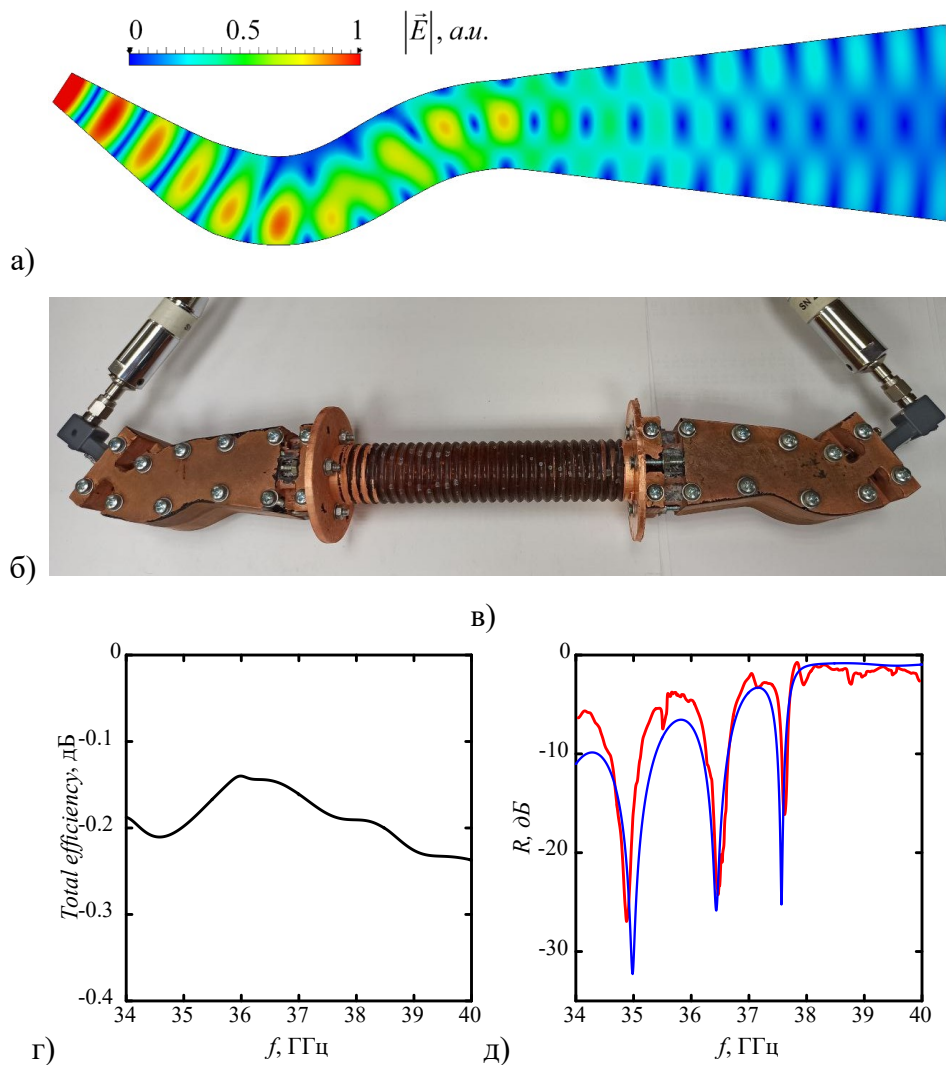 0 0.5 1 |E⃗|, a.u.
а)
SN
б)
в)
0
-0.1
-0.2
-0.3
-0.4
Total efficiency, дБ
34 35 36 37 38 39 40
f, ГГц
г)
0
-10
-20
-30
R, дБ
34 35 36 37 38 39 40
f, ГГц
д)